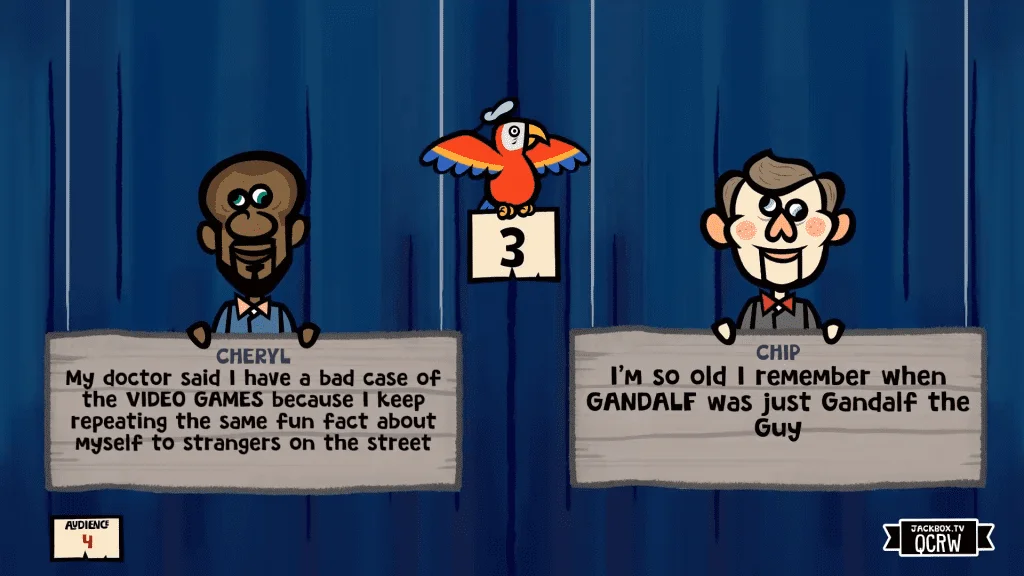 3
CHERYL
My doctor said I have a bad case of
the VIDEO GAMES because I keep
repeating the same fun fact about
myself to strangers on the street
CHIP
I'm so old I remember when
GANDALF was just Gandalf the
Guy
AUDIENCE
4
JACKBOX.TV
QCRW